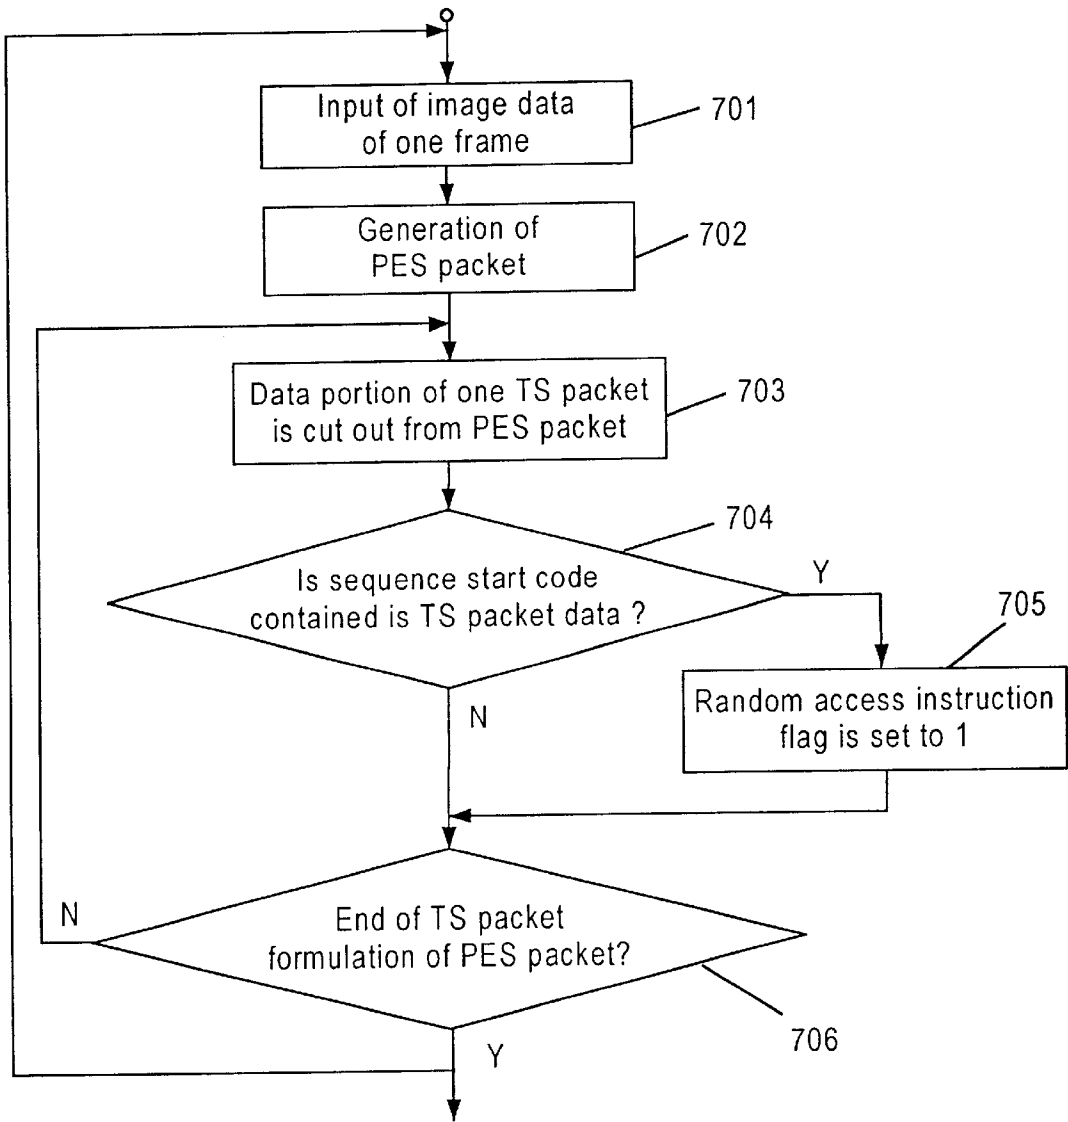 Input of image data
of one frame
701
Generation of
PES packet
702
Data portion of one TS packet
is cut out from PES packet
703
704
Is sequence start code
contained is TS packet data ?
Y
N
705
Random access instruction
flag is set to 1
N
End of TS packet
formulation of PES packet?
706
Y